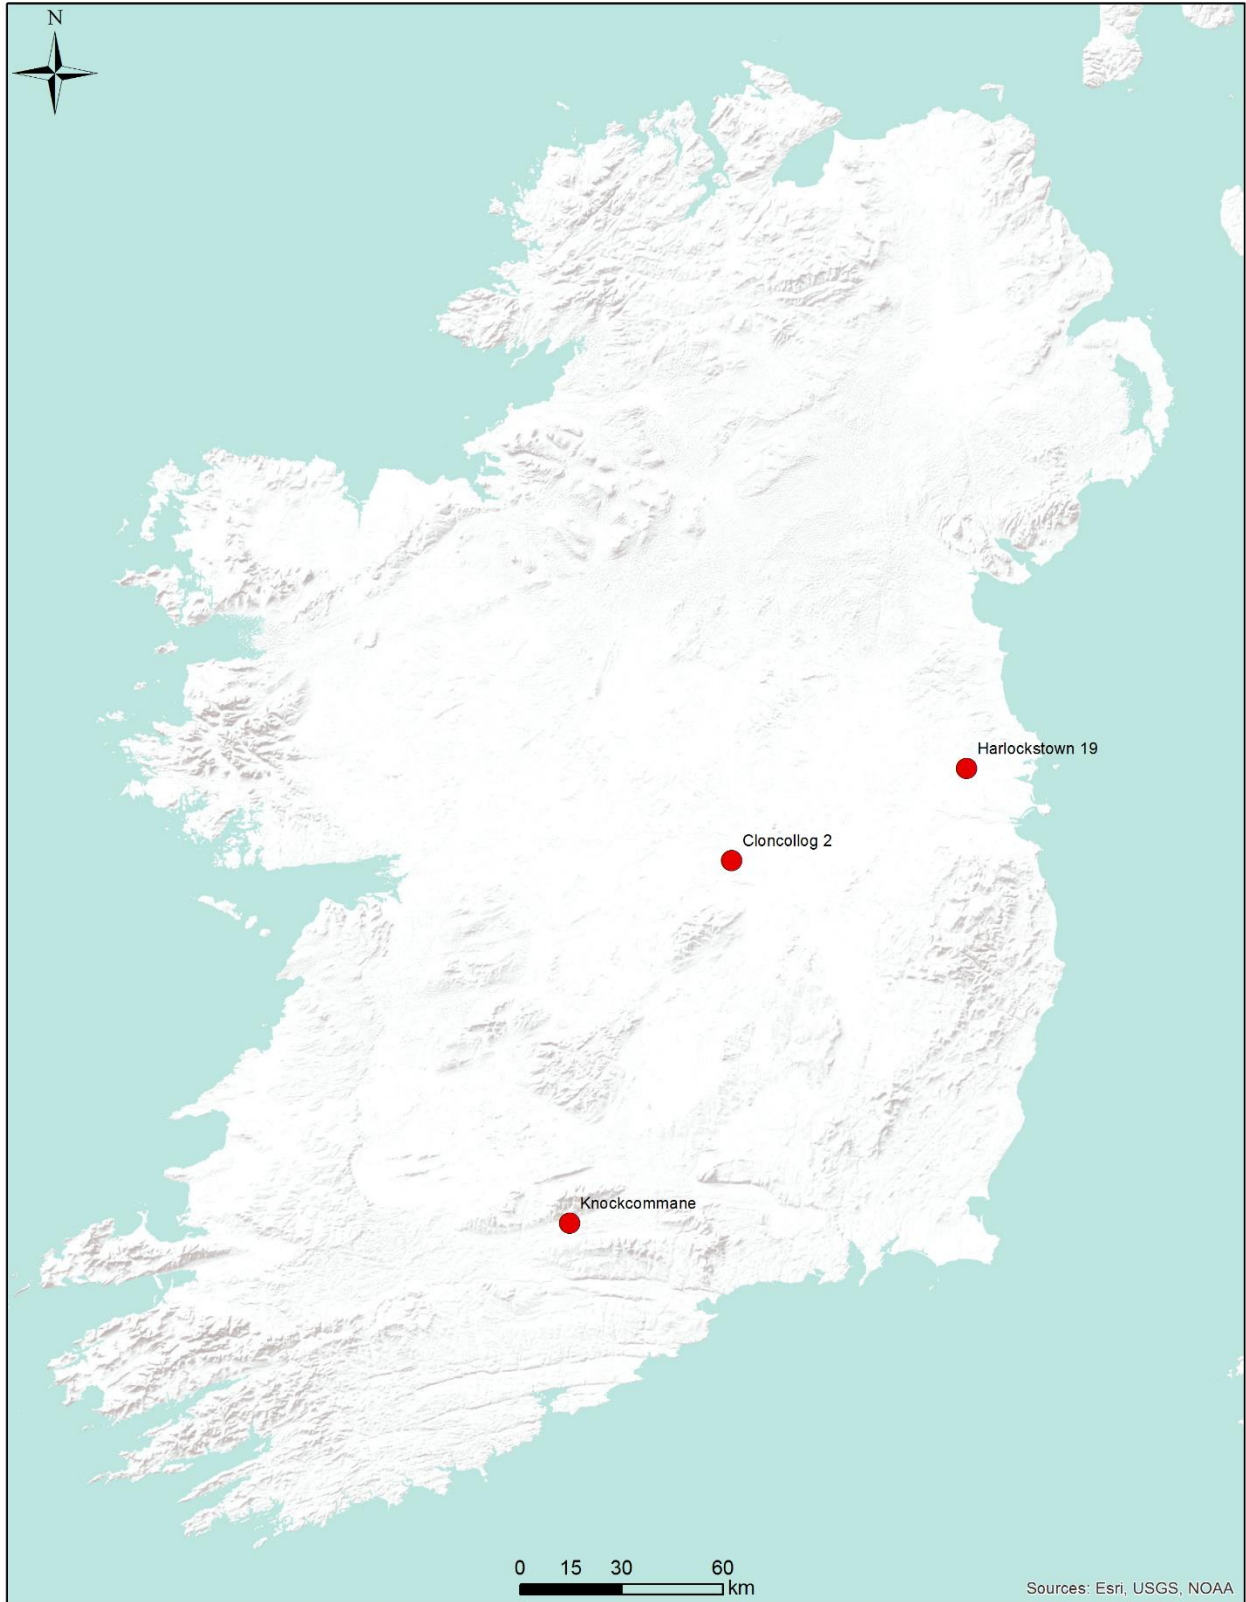 N
Harlockstown 19
Cloncollog 2
Knockcommane
0 15 30 60
km
Sources: Esri, USGS, NOAA